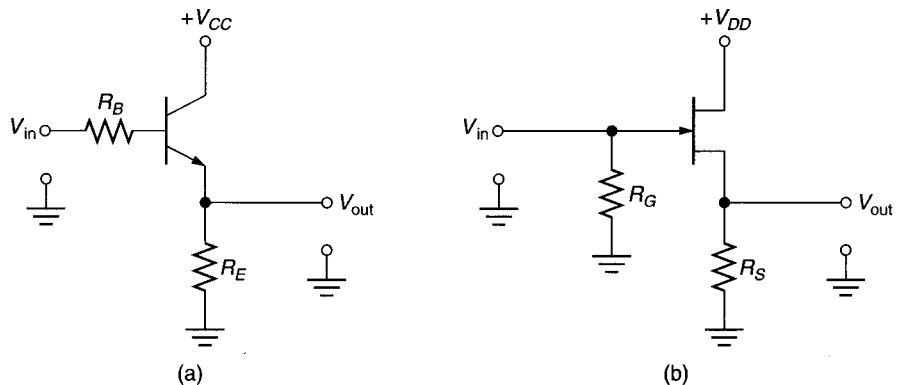 +V_CC
R_B
V_in
V_out
R_E
(a)
+V_DD
V_in
R_G
V_out
R_S
(b)